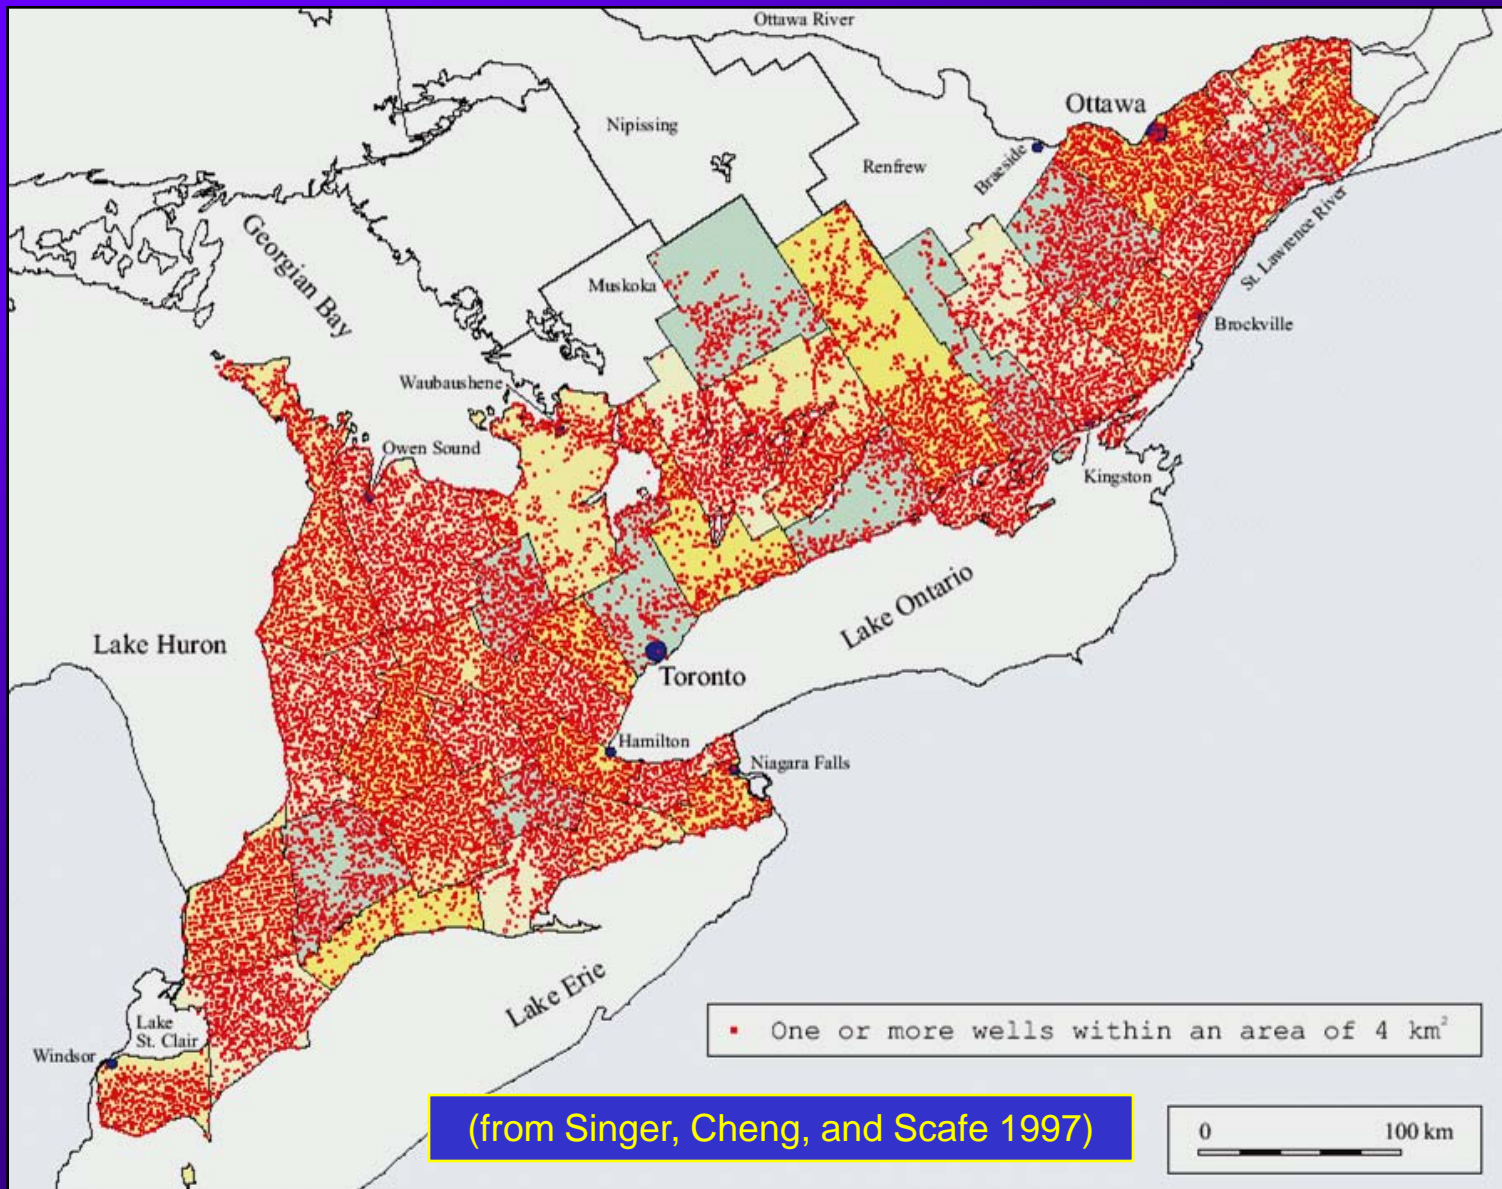 Ottawa River
Ottawa
Nipissing
Renfrew
Braeside
St. Lawrence River
Georgian Bay
Muskoka
Brockville
Waubaushene
Owen Sound
Kingston
Lake Ontario
Lake Huron
Toronto
Hamilton
Niagara Falls
Lake Erie
Lake
St. Clair
Windsor
One or more wells within an area of 4 km²
(from Singer, Cheng, and Scafe 1997)
0 100 km